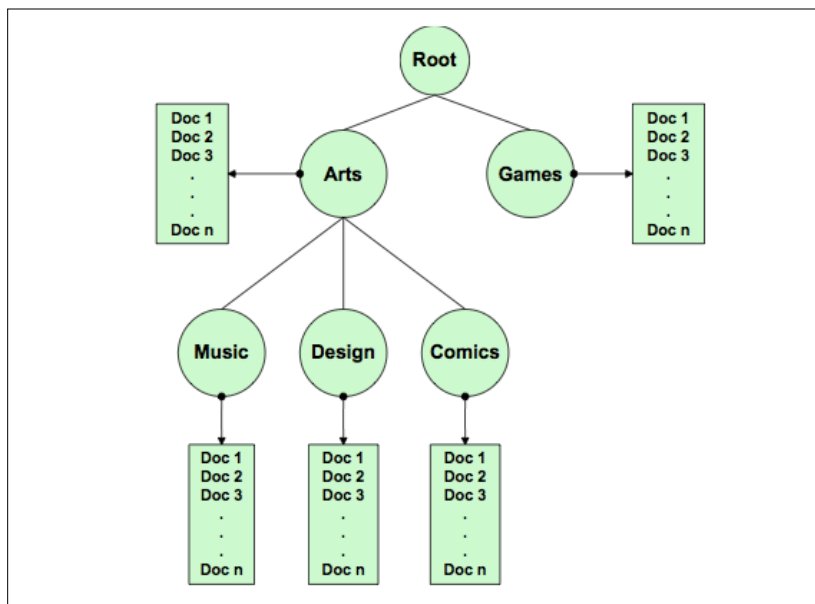 Root
Doc 1
Doc 2
Doc 3
.
.
.
Doc n
Arts
Games
Doc 1
Doc 2
Doc 3
.
.
.
Doc n
Music
Design
Comics
Doc 1
Doc 2
Doc 3
.
.
.
Doc n
Doc 1
Doc 2
Doc 3
.
.
.
Doc n
Doc 1
Doc 2
Doc 3
.
.
.
Doc n